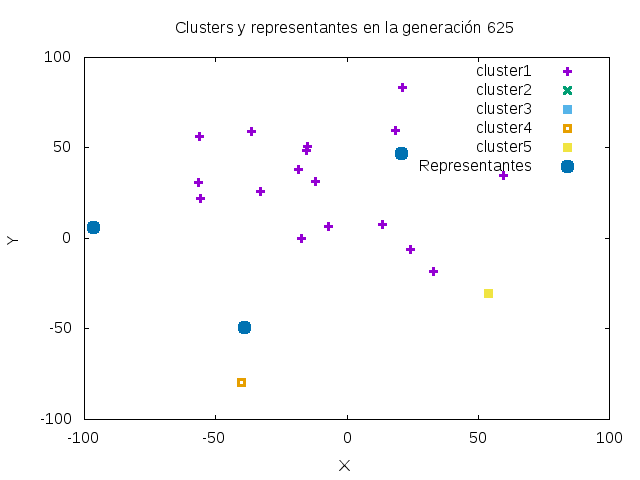 Clusters y representantes en la generación 625
100
50
0
-50
-100
-100
-50
0
50
100
Y
X
cluster1
cluster2
cluster3
cluster4
cluster5
Representantes